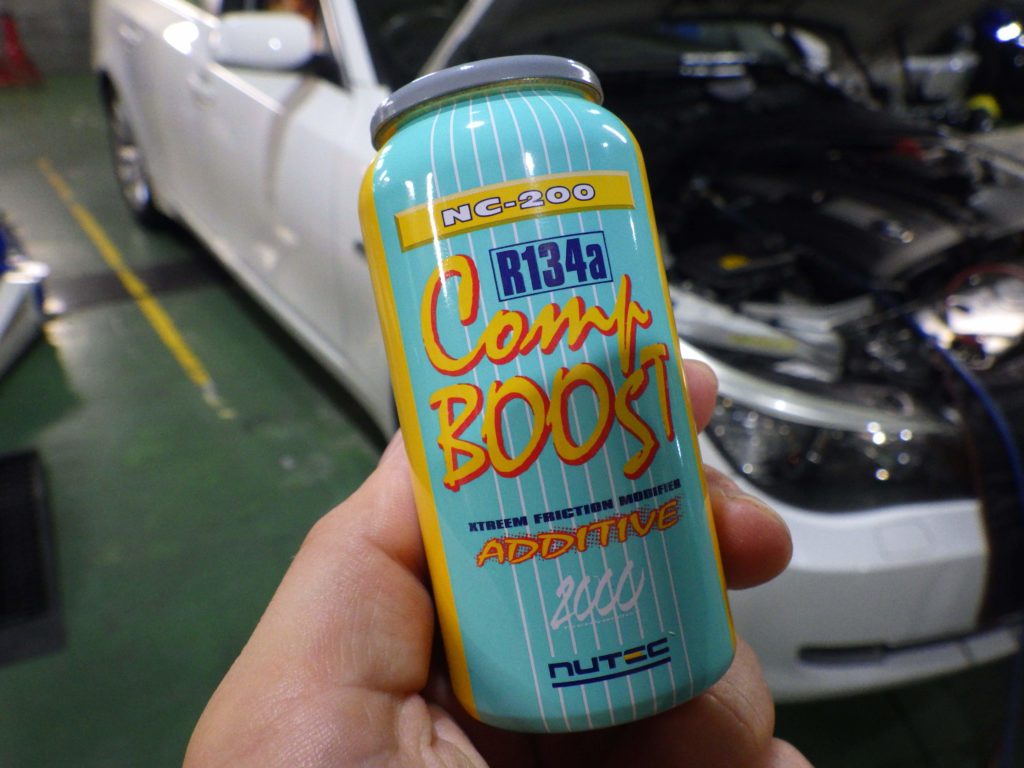 NC-200
R134a
Comp
BOOST
XTREEM FRICTION MODIFIER
ADDITIVE
2000
NUTEC